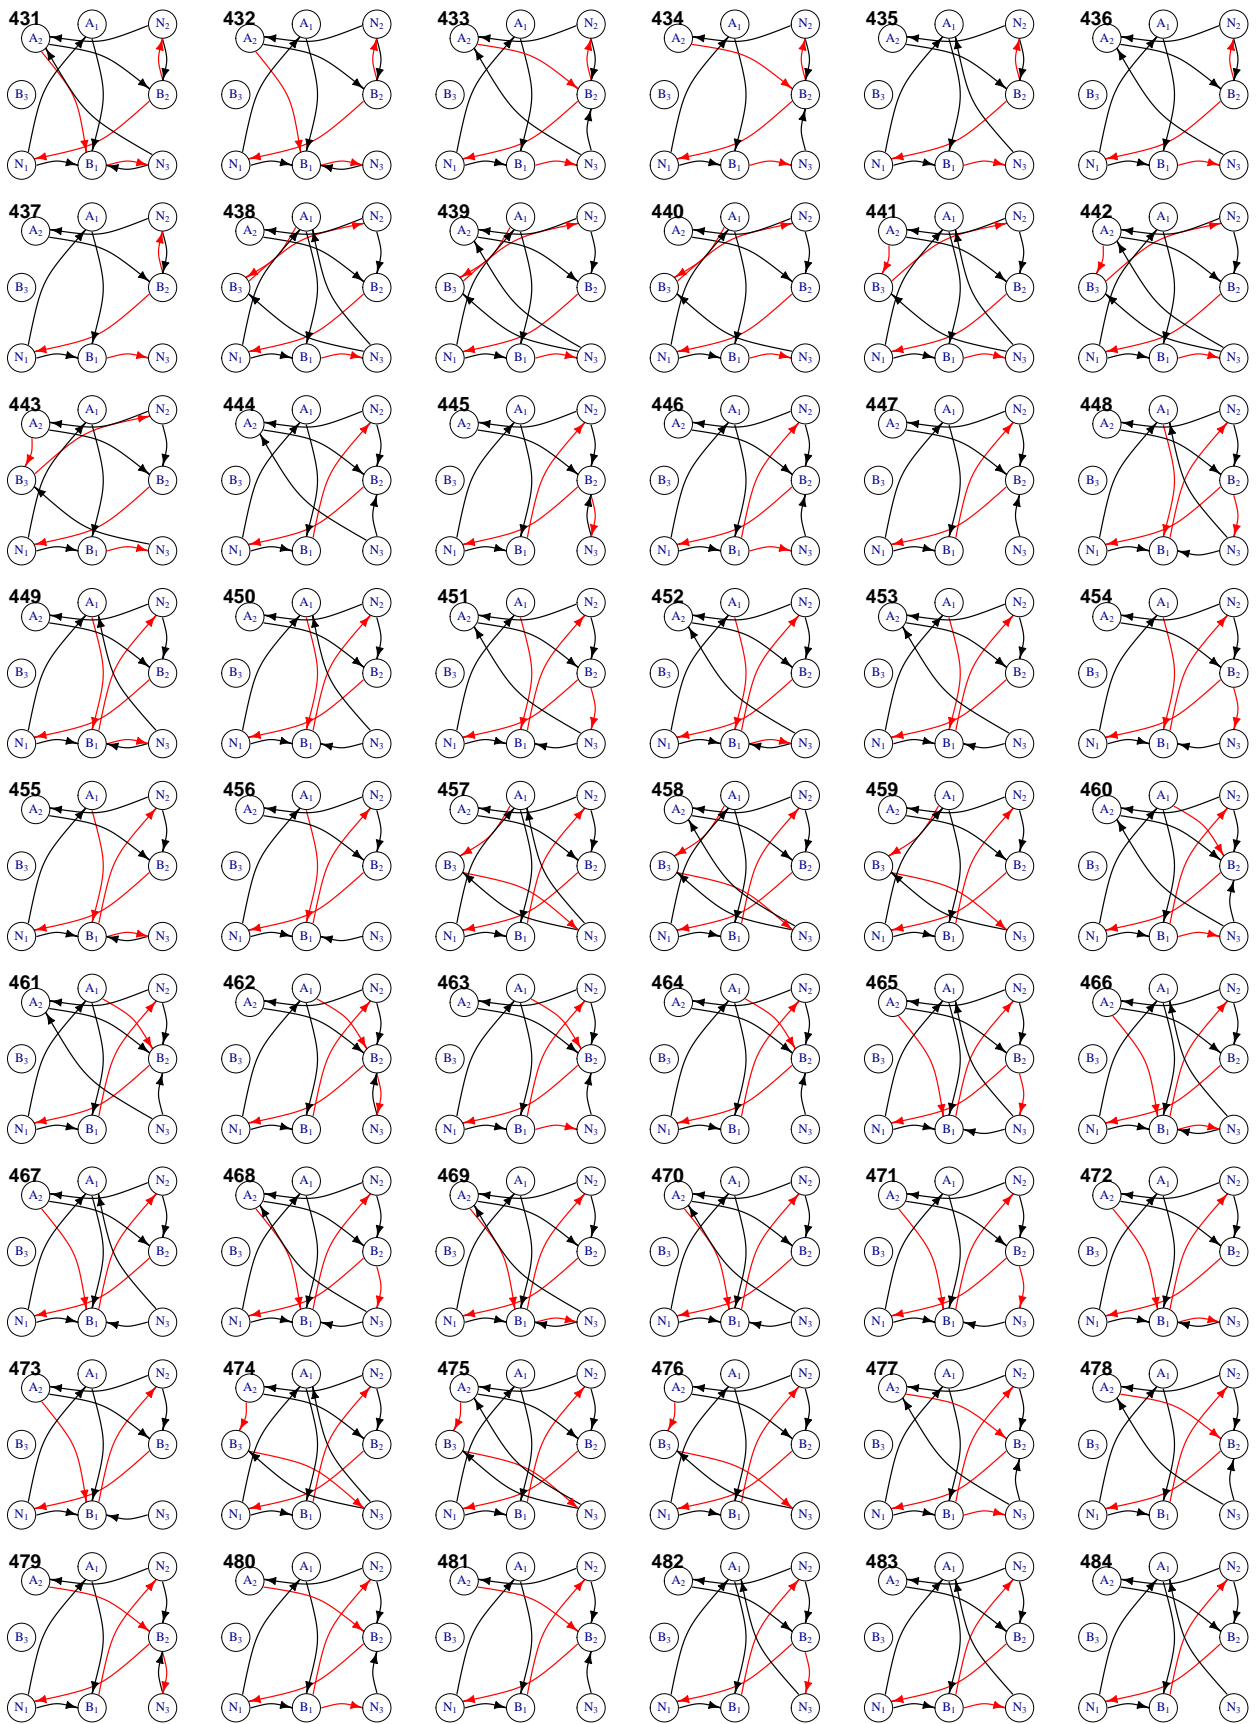 431 432 433 434 435 436
A₁ N₂ A₁ N₂ A₁ N₂ A₁ N₂ A₁ N₂ A₁ N₂
A₂ A₂ A₂ A₂ A₂ A₂
B₃ B₂ B₃ B₂ B₃ B₂ B₃ B₂ B₃ B₂ B₃ B₂
N₁ B₁ N₃ N₁ B₁ N₃ N₁ B₁ N₃ N₁ B₁ N₃ N₁ B₁ N₃ N₁ B₁ N₃
437 438 439 440 441 442
A₁ N₂ A₁ N₂ A₁ N₂ A₁ N₂ A₁ N₂ A₁ N₂
A₂ A₂ A₂ A₂ A₂ A₂
B₃ B₂ B₃ B₂ B₃ B₂ B₃ B₂ B₃ B₂ B₃ B₂
N₁ B₁ N₃ N₁ B₁ N₃ N₁ B₁ N₃ N₁ B₁ N₃ N₁ B₁ N₃ N₁ B₁ N₃
443 444 445 446 447 448
A₁ N₂ A₁ N₂ A₁ N₂ A₁ N₂ A₁ N₂ A₁ N₂
A₂ A₂ A₂ A₂ A₂ A₂
B₃ B₂ B₃ B₂ B₃ B₂ B₃ B₂ B₃ B₂ B₃ B₂
N₁ B₁ N₃ N₁ B₁ N₃ N₁ B₁ N₃ N₁ B₁ N₃ N₁ B₁ N₃ N₁ B₁ N₃
449 450 451 452 453 454
A₁ N₂ A₁ N₂ A₁ N₂ A₁ N₂ A₁ N₂ A₁ N₂
A₂ A₂ A₂ A₂ A₂ A₂
B₃ B₂ B₃ B₂ B₃ B₂ B₃ B₂ B₃ B₂ B₃ B₂
N₁ B₁ N₃ N₁ B₁ N₃ N₁ B₁ N₃ N₁ B₁ N₃ N₁ B₁ N₃ N₁ B₁ N₃
455 456 457 458 459 460
A₁ N₂ A₁ N₂ A₁ N₂ A₁ N₂ A₁ N₂ A₁ N₂
A₂ A₂ A₂ A₂ A₂ A₂
B₃ B₂ B₃ B₂ B₃ B₂ B₃ B₂ B₃ B₂ B₃ B₂
N₁ B₁ N₃ N₁ B₁ N₃ N₁ B₁ N₃ N₁ B₁ N₃ N₁ B₁ N₃ N₁ B₁ N₃
461 462 463 464 465 466
A₁ N₂ A₁ N₂ A₁ N₂ A₁ N₂ A₁ N₂ A₁ N₂
A₂ A₂ A₂ A₂ A₂ A₂
B₃ B₂ B₃ B₂ B₃ B₂ B₃ B₂ B₃ B₂ B₃ B₂
N₁ B₁ N₃ N₁ B₁ N₃ N₁ B₁ N₃ N₁ B₁ N₃ N₁ B₁ N₃ N₁ B₁ N₃
467 468 469 470 471 472
A₁ N₂ A₁ N₂ A₁ N₂ A₁ N₂ A₁ N₂ A₁ N₂
A₂ A₂ A₂ A₂ A₂ A₂
B₃ B₂ B₃ B₂ B₃ B₂ B₃ B₂ B₃ B₂ B₃ B₂
N₁ B₁ N₃ N₁ B₁ N₃ N₁ B₁ N₃ N₁ B₁ N₃ N₁ B₁ N₃ N₁ B₁ N₃
473 474 475 476 477 478
A₁ N₂ A₁ N₂ A₁ N₂ A₁ N₂ A₁ N₂ A₁ N₂
A₂ A₂ A₂ A₂ A₂ A₂
B₃ B₂ B₃ B₂ B₃ B₂ B₃ B₂ B₃ B₂ B₃ B₂
N₁ B₁ N₃ N₁ B₁ N₃ N₁ B₁ N₃ N₁ B₁ N₃ N₁ B₁ N₃ N₁ B₁ N₃
479 480 481 482 483 484
A₁ N₂ A₁ N₂ A₁ N₂ A₁ N₂ A₁ N₂ A₁ N₂
A₂ A₂ A₂ A₂ A₂ A₂
B₃ B₂ B₃ B₂ B₃ B₂ B₃ B₂ B₃ B₂ B₃ B₂
N₁ B₁ N₃ N₁ B₁ N₃ N₁ B₁ N₃ N₁ B₁ N₃ N₁ B₁ N₃ N₁ B₁ N₃